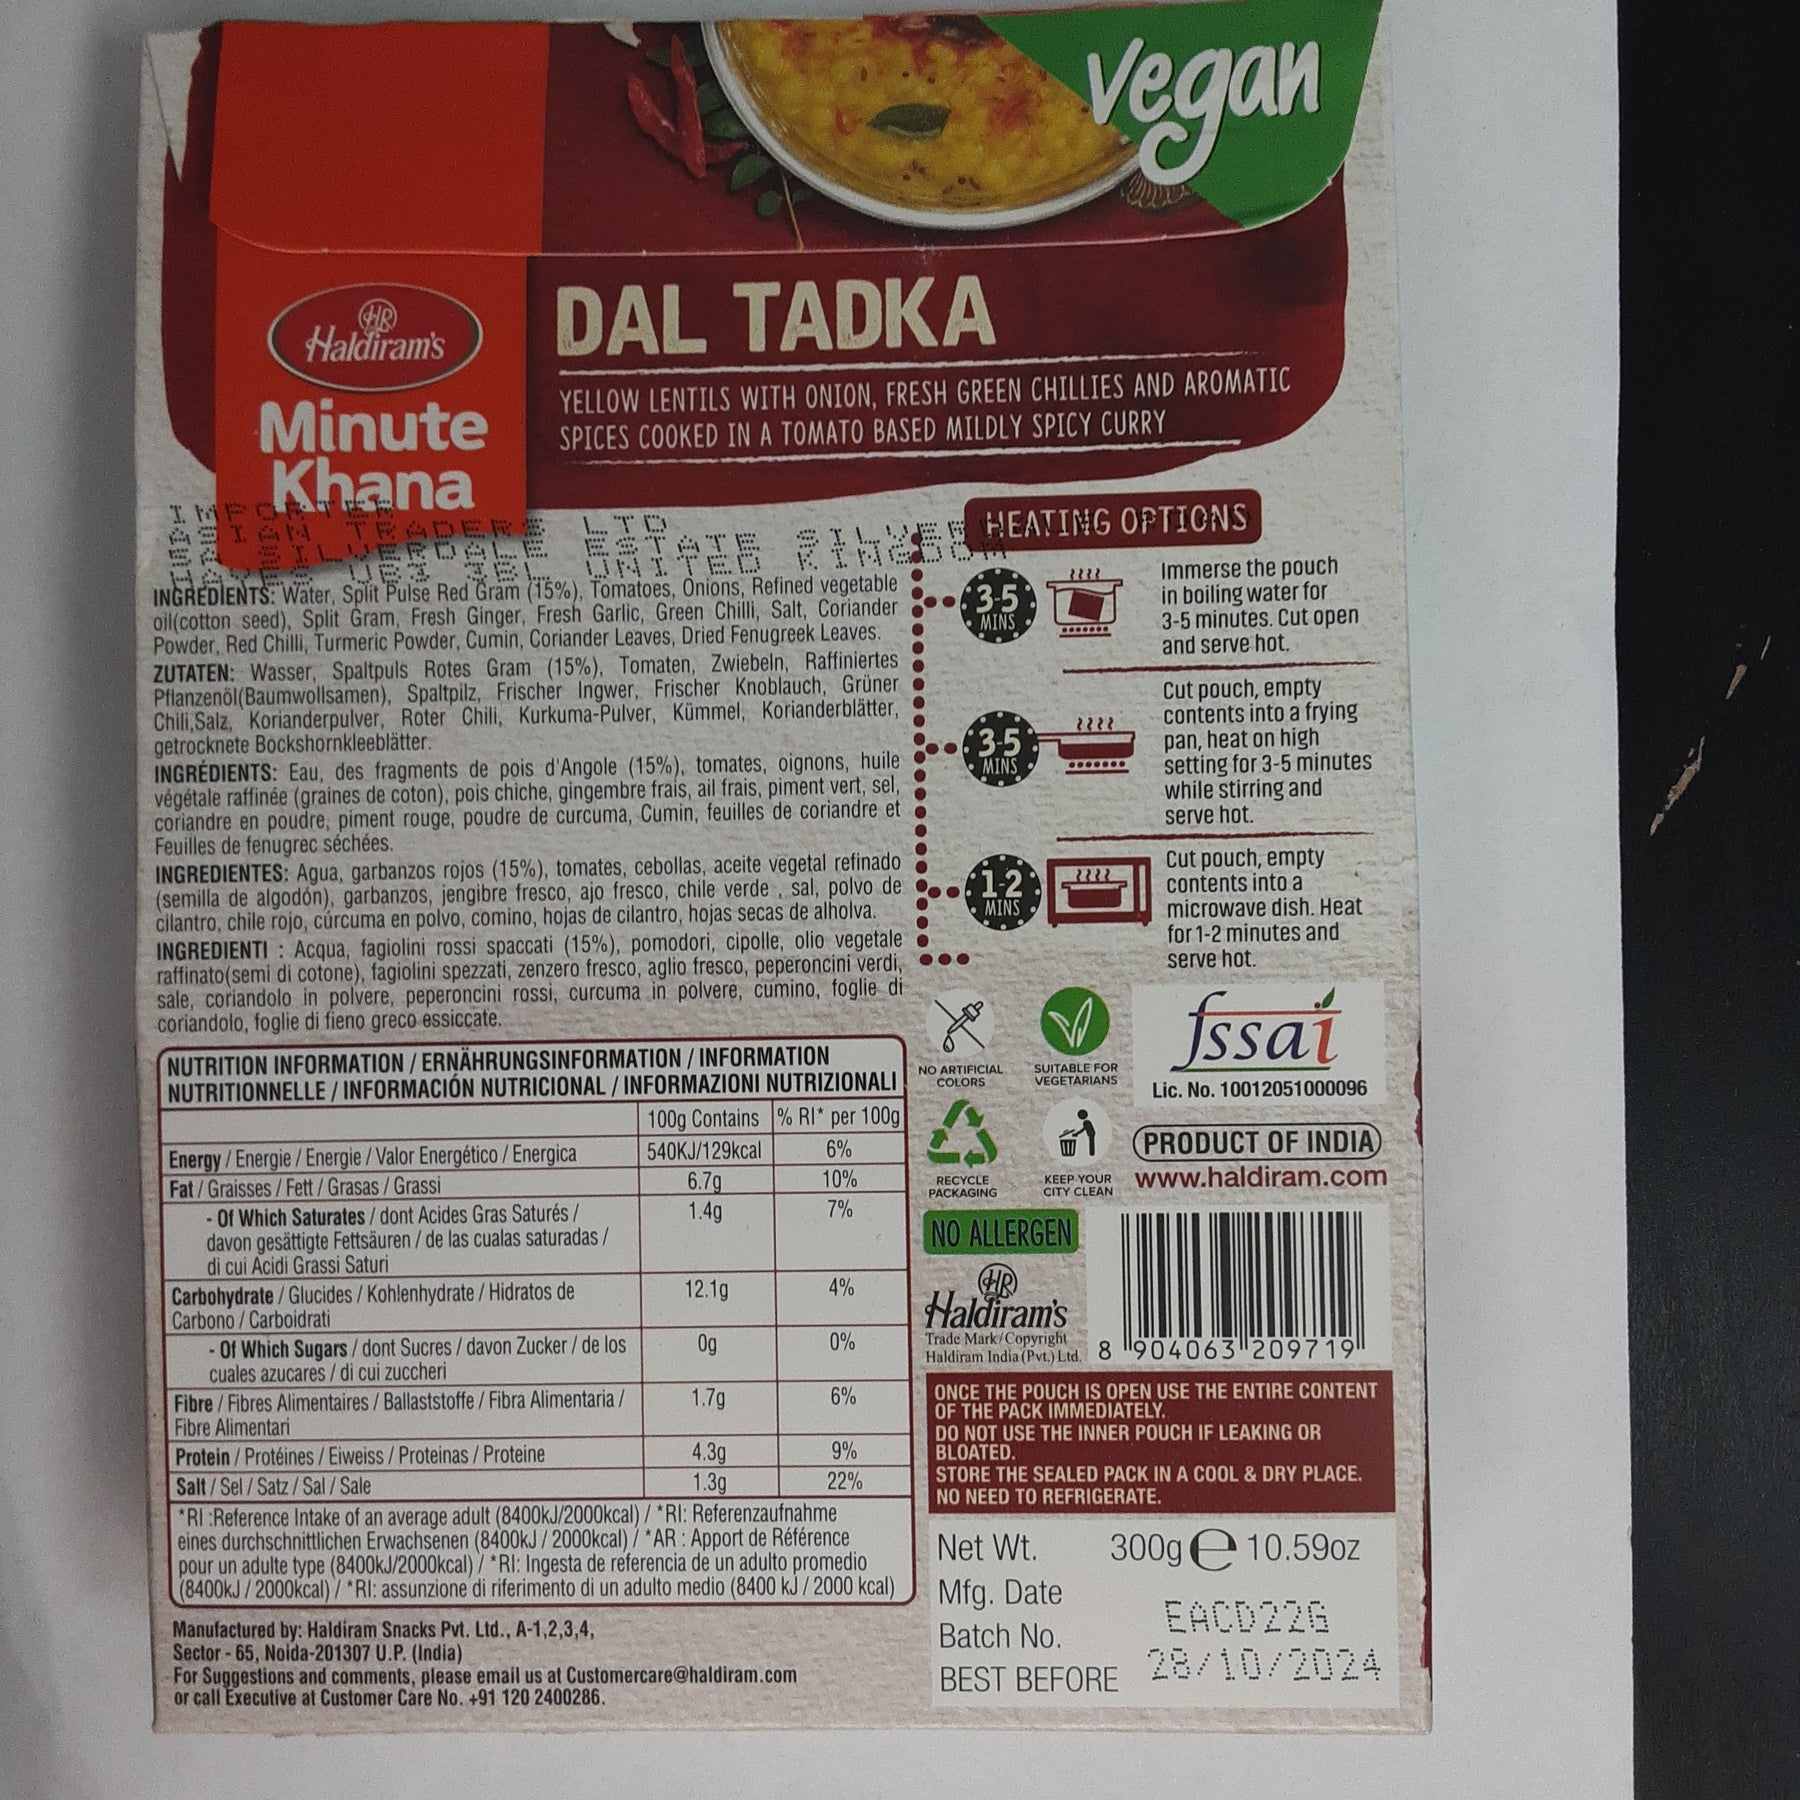 vegan
HR
Haldiram's
Minute
Khana
DAL TADKA
YELLOW LENTILS WITH ONION, FRESH GREEN CHILLIES AND AROMATIC
SPICES COOKED IN A TOMATO BASED MILDLY SPICY CURRY
IMPORTER
ASIAN TRADERS LTD
SILVERDALE ESTATE
UB3 3BL UNITED KINGDOM
INGREDIENTS: Water, Split Pulse Red Gram (15%), Tomatoes, Onions, Refined vegetable
oil(cotton seed), Split Gram, Fresh Ginger, Fresh Garlic, Green Chilli, Salt, Coriander
Powder, Red Chilli, Turmeric Powder, Cumin, Coriander Leaves, Dried Fenugreek Leaves.
ZUTATEN: Wasser, Spaltpuls Rotes Gram (15%), Tomaten, Zwiebeln, Raffiniertes
Pflanzenöl(Baumwollsamen), Spaltpilz, Frischer Ingwer, Frischer Knoblauch, Grüner
Chili,Salz, Korianderpulver, Roter Chili, Kurkuma-Pulver, Kümmel, Korianderblätter,
getrocknete Bockshornkleeblätter.
INGRÉDIENTS: Eau, des fragments de pois d'Angole (15%), tomates, oignons, huile
végétale raffinée (graines de coton), pois chiche, gingembre frais, ail frais, piment vert, sel,
coriandre en poudre, piment rouge, poudre de curcuma, Cumin, feuilles de coriandre et
Feuilles de fenugrec séchées.
INGREDIENTES: Agua, garbanzos rojos (15%), tomates, cebollas, aceite vegetal refinado
(semilla de algodón), garbanzos, jengibre fresco, ajo fresco, chile verde , sal, polvo de
cilantro, chile rojo, cúrcuma en polvo, comino, hojas de cilantro, hojas secas de alholva.
INGREDIENTI : Acqua, fagiolini rossi spaccati (15%), pomodori, cipolle, olio vegetale
raffinato(semi di cotone), fagiolini spezzati, zenzero fresco, aglio fresco, peperoncini verdi,
sale, coriandolo in polvere, peperoncini rossi, curcuma in polvere, cumino, foglie di
coriandolo, foglie di fieno greco essiccate.
NUTRITION INFORMATION / ERNÄHRUNGSINFORMATION / INFORMATION
NUTRITIONNELLE / INFORMACIÓN NUTRICIONAL / INFORMAZIONI NUTRIZIONALI
100g Contains % RI* per 100g
Energy / Energie / Energie / Valor Energético / Energica 540KJ/129kcal 6%
Fat / Graisses / Fett / Grasas / Grassi 6.7g 10%
- Of Which Saturates / dont Acides Gras Saturés / 1.4g 7%
davon gesättigte Fettsäuren / de las cualas saturadas /
di cui Acidi Grassi Saturi
Carbohydrate / Glucides / Kohlenhydrate / Hidratos de 12.1g 4%
Carbono / Carboidrati
- Of Which Sugars / dont Sucres / davon Zucker / de los 0g 0%
cuales azucares / di cui zuccheri
Fibre / Fibres Alimentaires / Ballaststoffe / Fibra Alimentaria / 1.7g 6%
Fibre Alimentari
Protein / Protéines / Eiweiss / Proteinas / Proteine 4.3g 9%
Salt / Sel / Satz / Sal / Sale 1.3g 22%
*RI :Reference Intake of an average adult (8400kJ/2000kcal) / *RI: Referenzaufnahme
eines durchschnittlichen Erwachsenen (8400kJ / 2000kcal) / *AR : Apport de Référence
pour un adulte type (8400kJ/2000kcal) / *RI: Ingesta de referencia de un adulto promedio
(8400kJ / 2000kcal) / *RI: assunzione di riferimento di un adulto medio (8400 kJ / 2000 kcal)
Manufactured by: Haldiram Snacks Pvt. Ltd., A-1,2,3,4,
Sector - 65, Noida-201307 U.P. (India)
For Suggestions and comments, please email us at Customercare@haldiram.com
or call Executive at Customer Care No. +91 120 2400286.
HEATING OPTIONS
3-5
MINS
Immerse the pouch
in boiling water for
3-5 minutes. Cut open
and serve hot.
3-5
MINS
Cut pouch, empty
contents into a frying
pan, heat on high
setting for 3-5 minutes
while stirring and
serve hot.
1-2
MINS
Cut pouch, empty
contents into a
microwave dish. Heat
for 1-2 minutes and
serve hot.
NO ARTIFICIAL
COLORS
SUITABLE FOR
VEGETARIANS
fssai
Lic. No. 10012051000096
RECYCLE
PACKAGING
KEEP YOUR
CITY CLEAN
PRODUCT OF INDIA
www.haldiram.com
NO ALLERGEN
HR
Haldiram's
Trade Mark/Copyright
Haldiram India (Pvt.) Ltd.
8 904063 209719
ONCE THE POUCH IS OPEN USE THE ENTIRE CONTENT
OF THE PACK IMMEDIATELY.
DO NOT USE THE INNER POUCH IF LEAKING OR
BLOATED.
STORE THE SEALED PACK IN A COOL & DRY PLACE.
NO NEED TO REFRIGERATE.
Net Wt. 300g e 10.59oz
Mfg. Date
Batch No. EACD22G
BEST BEFORE 28/10/2024